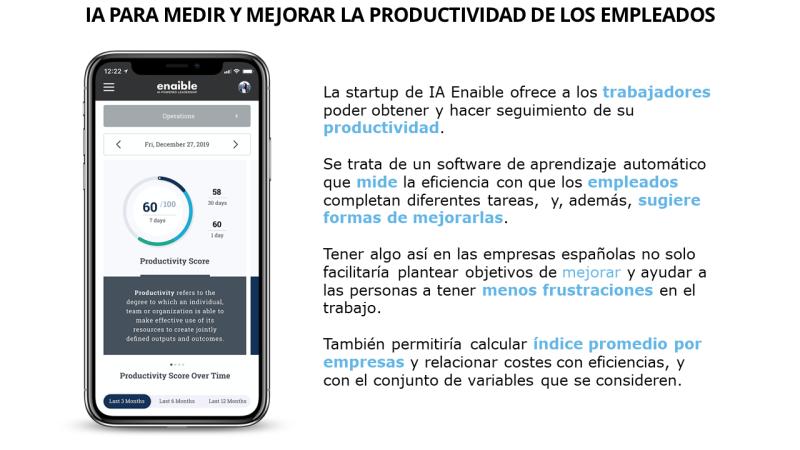 IA PARA MEDIR Y MEJORAR LA PRODUCTIVIDAD DE LOS EMPLEADOS
12:22
enaible
AI-POWERED LEADERSHIP
Operations
Fri, December 27, 2019
60 /100
7 days
58
30 days
60
1 day
Productivity Score
Productivity refers to the
degree to which an individual,
team or organization is able to
make effective use of its
resources to create jointly
defined outputs and outcomes.
Productivity Score Over Time
Last 3 Months Last 6 Months Last 12 Months
La startup de IA Enaible ofrece a los trabajadores
poder obtener y hacer seguimiento de su
productividad.
Se trata de un software de aprendizaje automático
que mide la eficiencia con que los empleados
completan diferentes tareas, y, además, sugiere
formas de mejorarlas.
Tener algo así en las empresas españolas no solo
facilitaría plantear objetivos de mejorar y ayudar a
las personas a tener menos frustraciones en el
trabajo.
También permitiría calcular índice promedio por
empresas y relacionar costes con eficiencias, y
con el conjunto de variables que se consideren.